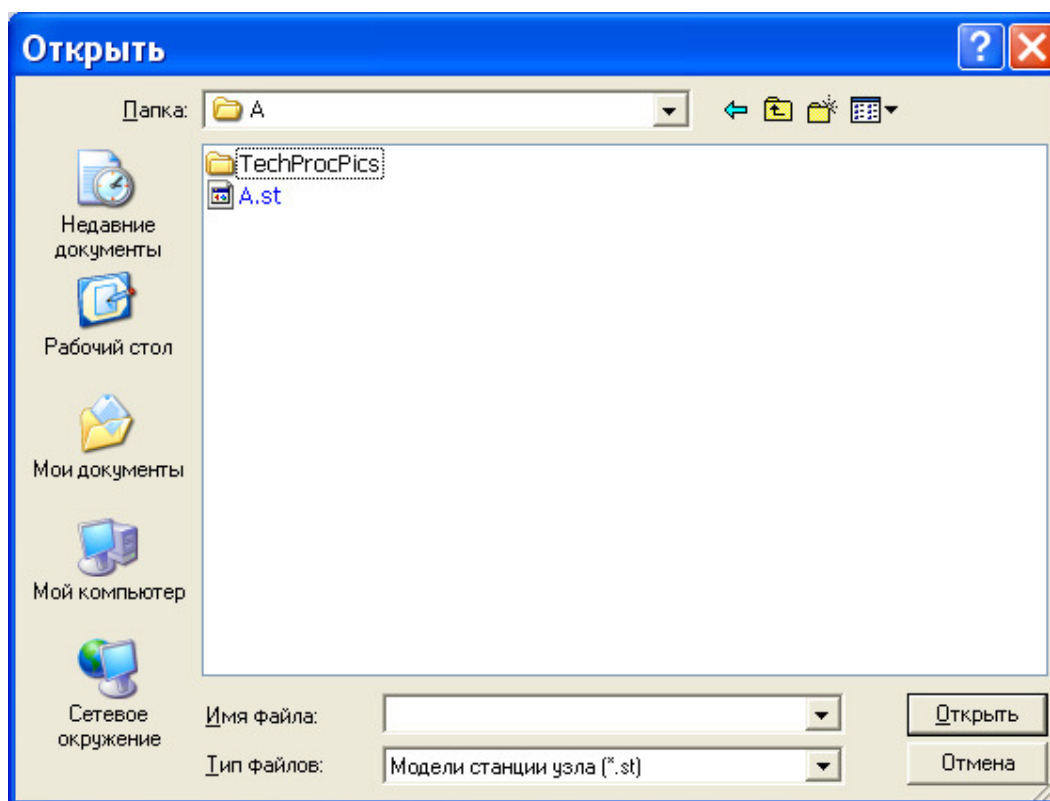 Открыть
Папка: A
TechProcPics
A.st
Недавние
документы
Рабочий стол
Мои документы
Мой компьютер
Сетевое
окружение
Имя файла:
Открыть
Тип файлов: Модели станции узла (*.st)
Отмена